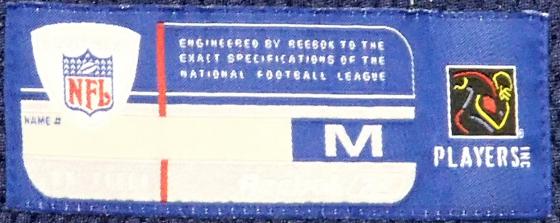 ENGINEERED BY REEBOK TO THE
EXACT SPECIFICATIONS OF THE
NATIONAL FOOTBALL LEAGUE
NFL
NAME #
M
PLAYERS INC